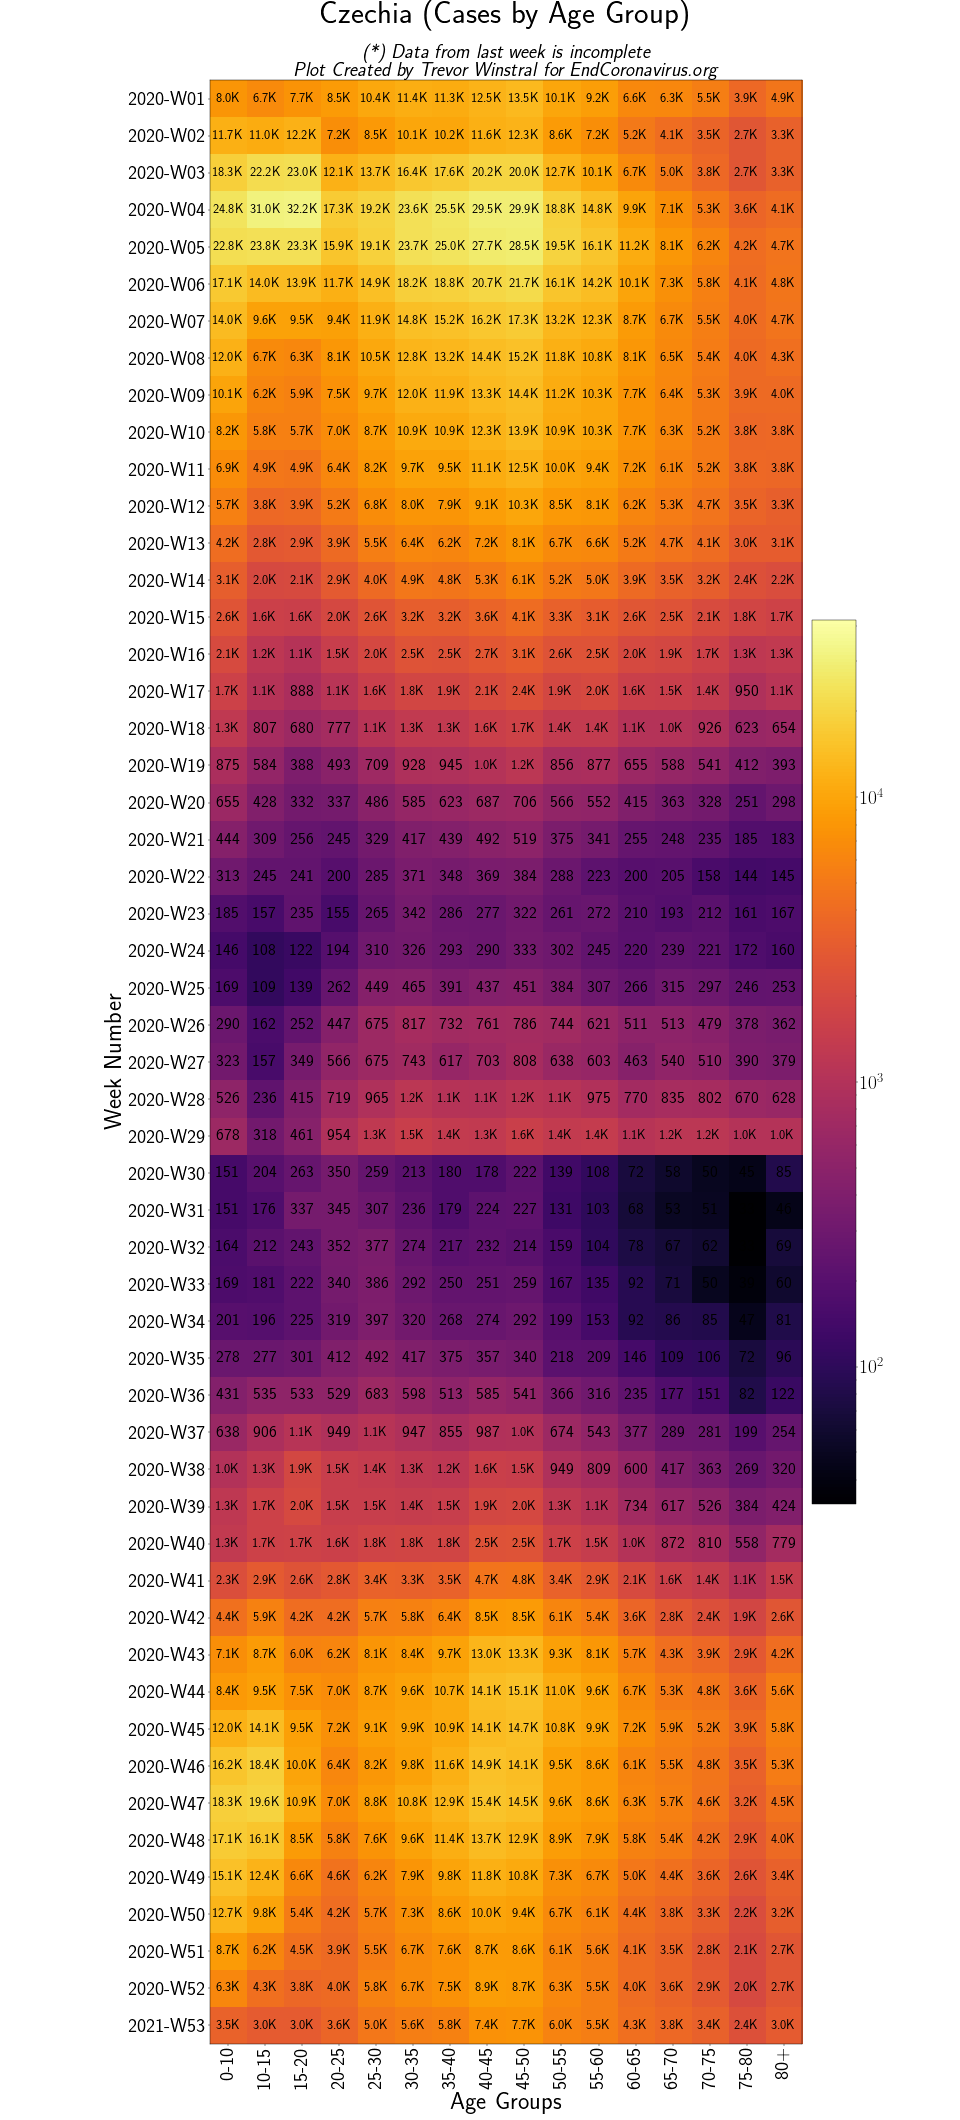 Czechia (Cases by Age Group)
(*) Data from last week is incomplete
Plot Created by Trevor Winstral for EndCoronavirus.org
2020-W01 8.0K 6.7K 7.7K 8.5K 10.4K 11.4K 11.3K 12.5K 13.5K 10.1K 9.2K 6.6K 6.3K 5.5K 3.9K 4.9K
2020-W02 11.7K 11.0K 12.2K 7.2K 8.5K 10.1K 10.2K 11.6K 12.3K 8.6K 7.2K 5.2K 4.1K 3.5K 2.7K 3.3K
2020-W03 18.3K 22.2K 23.0K 12.1K 13.7K 16.4K 17.6K 20.2K 20.0K 12.7K 10.1K 6.7K 5.0K 3.8K 2.7K 3.3K
2020-W04 24.8K 31.0K 32.2K 17.3K 19.2K 23.6K 25.5K 29.5K 29.9K 18.8K 14.8K 9.9K 7.1K 5.3K 3.6K 4.1K
2020-W05 22.8K 23.8K 23.3K 15.9K 19.1K 23.7K 25.0K 27.7K 28.5K 19.5K 16.1K 11.2K 8.1K 6.2K 4.2K 4.7K
2020-W06 17.1K 14.0K 13.9K 11.7K 14.9K 18.2K 18.8K 20.7K 21.7K 16.1K 14.2K 10.1K 7.3K 5.8K 4.1K 4.8K
2020-W07 14.0K 9.6K 9.5K 9.4K 11.9K 14.8K 15.2K 16.2K 17.3K 13.2K 12.3K 8.7K 6.7K 5.5K 4.0K 4.7K
2020-W08 12.0K 6.7K 6.3K 8.1K 10.5K 12.8K 13.2K 14.4K 15.2K 11.8K 10.8K 8.1K 6.5K 5.4K 4.0K 4.3K
2020-W09 10.1K 6.2K 5.9K 7.5K 9.7K 12.0K 11.9K 13.3K 14.4K 11.2K 10.3K 7.7K 6.4K 5.3K 3.9K 4.0K
2020-W10 8.2K 5.8K 5.7K 7.0K 8.7K 10.9K 10.9K 12.3K 13.9K 10.9K 10.3K 7.7K 6.3K 5.2K 3.8K 3.8K
2020-W11 6.9K 4.9K 4.9K 6.4K 8.2K 9.7K 9.5K 11.1K 12.5K 10.0K 9.4K 7.2K 6.1K 5.2K 3.8K 3.8K
2020-W12 5.7K 3.8K 3.9K 5.2K 6.8K 8.0K 7.9K 9.1K 10.3K 8.5K 8.1K 6.2K 5.3K 4.7K 3.5K 3.3K
2020-W13 4.2K 2.8K 2.9K 3.9K 5.5K 6.4K 6.2K 7.2K 8.1K 6.7K 6.6K 5.2K 4.7K 4.1K 3.0K 3.1K
2020-W14 3.1K 2.0K 2.1K 2.9K 4.0K 4.9K 4.8K 5.3K 6.1K 5.2K 5.0K 3.9K 3.5K 3.2K 2.4K 2.2K
2020-W15 2.6K 1.6K 1.6K 2.0K 2.6K 3.2K 3.2K 3.6K 4.1K 3.3K 3.1K 2.6K 2.5K 2.1K 1.8K 1.7K
2020-W16 2.1K 1.2K 1.1K 1.5K 2.0K 2.5K 2.5K 2.7K 3.1K 2.6K 2.5K 2.0K 1.9K 1.7K 1.3K 1.3K
2020-W17 1.7K 1.1K 888 1.1K 1.6K 1.8K 1.9K 2.1K 2.4K 1.9K 2.0K 1.6K 1.5K 1.4K 950 1.1K
2020-W18 1.3K 807 680 777 1.1K 1.3K 1.3K 1.6K 1.7K 1.4K 1.4K 1.1K 1.0K 926 623 654
2020-W19 875 584 388 493 709 928 945 1.0K 1.2K 856 877 655 588 541 412 393
2020-W20 655 428 332 337 486 585 623 687 706 566 552 415 363 328 251 298
2020-W21 444 309 256 245 329 417 439 492 519 375 341 255 248 235 185 183
2020-W22 313 245 241 200 285 371 348 369 384 288 223 200 205 158 144 145
2020-W23 185 157 235 155 265 342 286 277 322 261 272 210 193 212 161 167
2020-W24 146 108 122 194 310 326 293 290 333 302 245 220 239 221 172 160
2020-W25 169 109 139 262 449 465 391 437 451 384 307 266 315 297 246 253
2020-W26 290 162 252 447 675 817 732 761 786 744 621 511 513 479 378 362
2020-W27 323 157 349 566 675 743 617 703 808 638 603 463 540 510 390 379
2020-W28 526 236 415 719 965 1.2K 1.1K 1.1K 1.2K 1.1K 975 770 835 802 670 628
2020-W29 678 318 461 954 1.3K 1.5K 1.4K 1.3K 1.6K 1.4K 1.4K 1.1K 1.2K 1.2K 1.0K 1.0K
2020-W30 151 204 263 350 259 213 180 178 222 139 108 72 58 50 45 85
2020-W31 151 176 337 345 307 236 179 224 227 131 103 68 53 51 46
2020-W32 164 212 243 352 377 274 217 232 214 159 104 78 67 62 69
2020-W33 169 181 222 340 386 292 250 251 259 167 135 92 71 50 60
2020-W34 201 196 225 319 397 320 268 274 292 199 153 92 86 85 47 81
2020-W35 278 277 301 412 492 417 375 357 340 218 209 146 109 106 72 96
2020-W36 431 535 533 529 683 598 513 585 541 366 316 235 177 151 82 122
2020-W37 638 906 1.1K 949 1.1K 947 855 987 1.0K 674 543 377 289 281 199 254
2020-W38 1.0K 1.3K 1.9K 1.5K 1.4K 1.3K 1.2K 1.6K 1.5K 949 809 600 417 363 269 320
2020-W39 1.3K 1.7K 2.0K 1.5K 1.5K 1.4K 1.5K 1.9K 2.0K 1.3K 1.1K 734 617 526 384 424
2020-W40 1.3K 1.7K 1.7K 1.6K 1.8K 1.8K 1.8K 2.5K 2.5K 1.7K 1.5K 1.0K 872 810 558 779
2020-W41 2.3K 2.9K 2.6K 2.8K 3.4K 3.3K 3.5K 4.7K 4.8K 3.4K 2.9K 2.1K 1.6K 1.4K 1.1K 1.5K
2020-W42 4.4K 5.9K 4.2K 4.2K 5.7K 5.8K 6.4K 8.5K 8.5K 6.1K 5.4K 3.6K 2.8K 2.4K 1.9K 2.6K
2020-W43 7.1K 8.7K 6.0K 6.2K 8.1K 8.4K 9.7K 13.0K 13.3K 9.3K 8.1K 5.7K 4.3K 3.9K 2.9K 4.2K
2020-W44 8.4K 9.5K 7.5K 7.0K 8.7K 9.6K 10.7K 14.1K 15.1K 11.0K 9.6K 6.7K 5.3K 4.8K 3.6K 5.6K
2020-W45 12.0K 14.1K 9.5K 7.2K 9.1K 9.9K 10.9K 14.1K 14.7K 10.8K 9.9K 7.2K 5.9K 5.2K 3.9K 5.8K
2020-W46 16.2K 18.4K 10.0K 6.4K 8.2K 9.8K 11.6K 14.9K 14.1K 9.5K 8.6K 6.1K 5.5K 4.8K 3.5K 5.3K
2020-W47 18.3K 19.6K 10.9K 7.0K 8.8K 10.8K 12.9K 15.4K 14.5K 9.6K 8.6K 6.3K 5.7K 4.6K 3.2K 4.5K
2020-W48 17.1K 16.1K 8.5K 5.8K 7.6K 9.6K 11.4K 13.7K 12.9K 8.9K 7.9K 5.8K 5.4K 4.2K 2.9K 4.0K
2020-W49 15.1K 12.4K 6.6K 4.6K 6.2K 7.9K 9.8K 11.8K 10.8K 7.3K 6.7K 5.0K 4.4K 3.6K 2.6K 3.4K
2020-W50 12.7K 9.8K 5.4K 4.2K 5.7K 7.3K 8.6K 10.0K 9.4K 6.7K 6.1K 4.4K 3.8K 3.3K 2.2K 3.2K
2020-W51 8.7K 6.2K 4.5K 3.9K 5.5K 6.7K 7.6K 8.7K 8.6K 6.1K 5.6K 4.1K 3.5K 2.8K 2.1K 2.7K
2020-W52 6.3K 4.3K 3.8K 4.0K 5.8K 6.7K 7.5K 8.9K 8.7K 6.3K 5.5K 4.0K 3.6K 2.9K 2.0K 2.7K
2021-W53 3.5K 3.0K 3.0K 3.6K 5.0K 5.6K 5.8K 7.4K 7.7K 6.0K 5.5K 4.3K 3.8K 3.4K 2.4K 3.0K
0-10 10-15 15-20 20-25 25-30 30-35 35-40 40-45 45-50 50-55 55-60 60-65 65-70 70-75 75-80 80+
Age Groups
Week Number
10^4
10^3
10^2